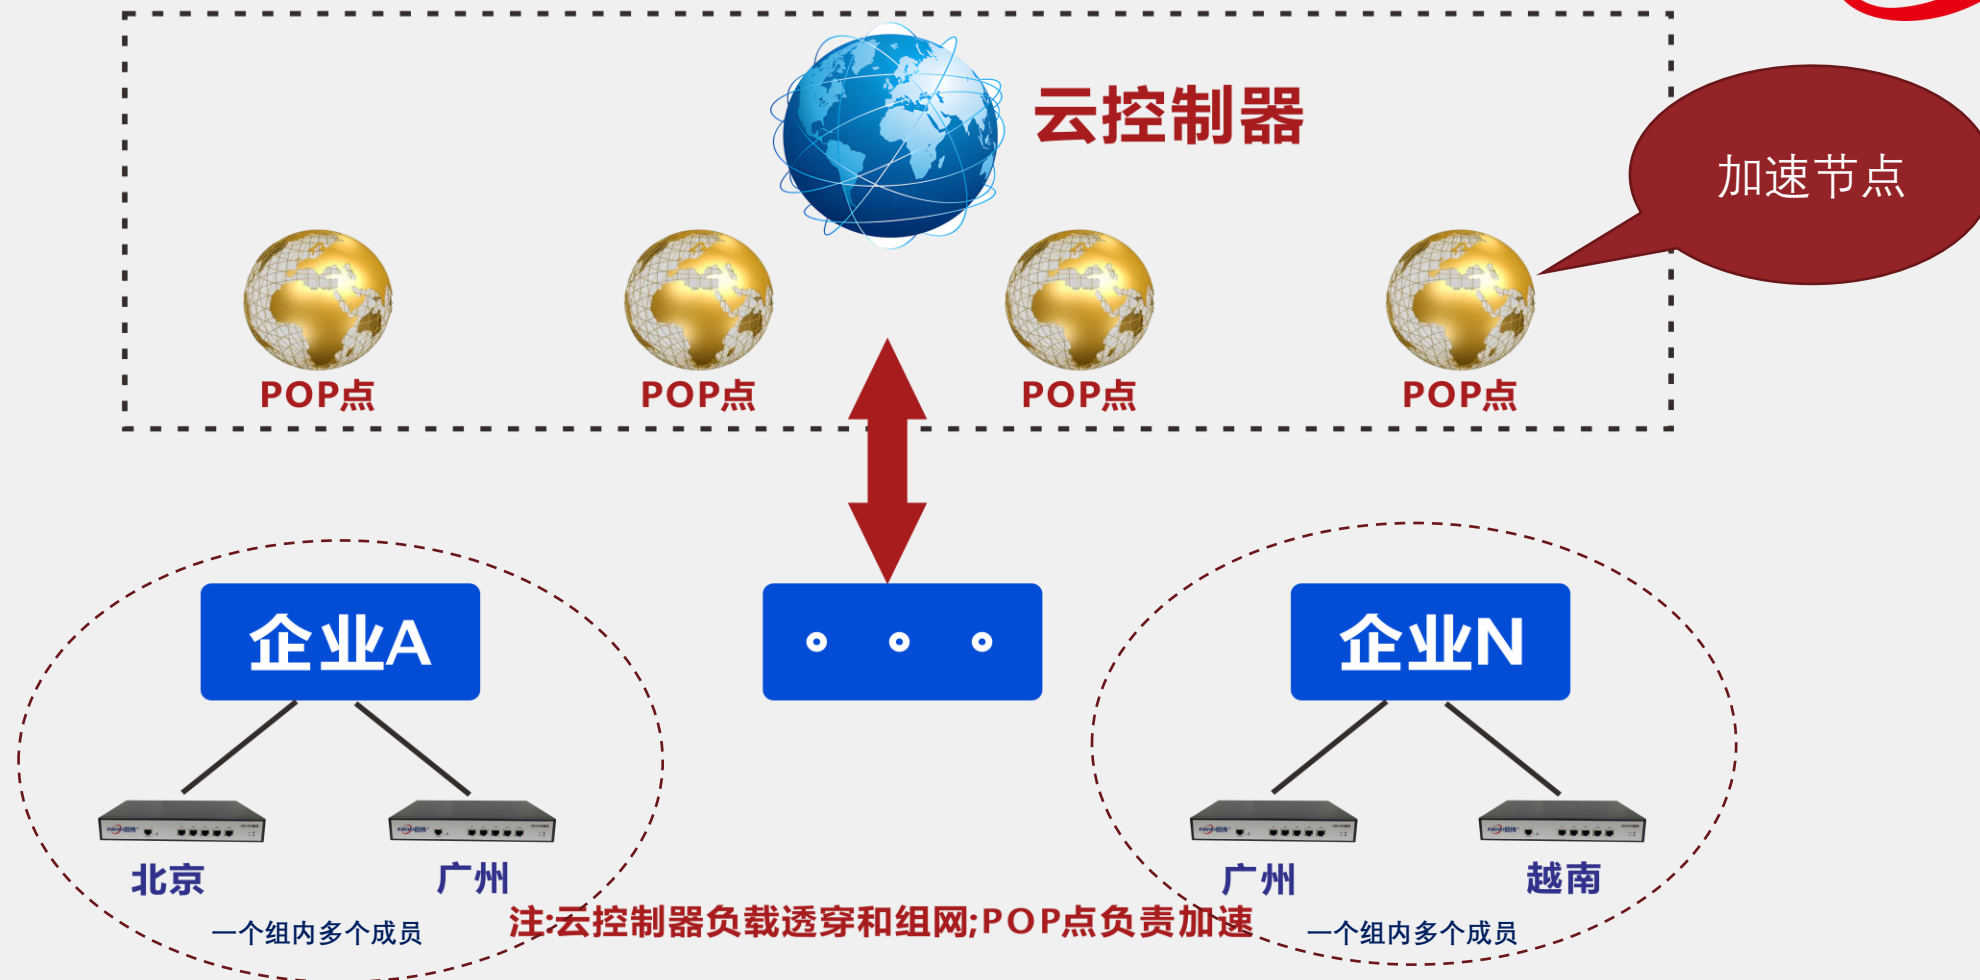 云控制器
加速节点
POP点
POP点
POP点
POP点
企业A
企业N
北京
广州
广州
越南
一个组内多个成员
注:云控制器负载透穿和组网;POP点负责加速
一个组内多个成员